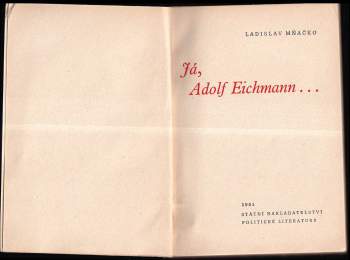 LADISLAV MŇAČKO
Já,
Adolf Eichmann...
1961
STÁTNÍ NAKLADATELSTVÍ
POLITICKÉ LITERATURY